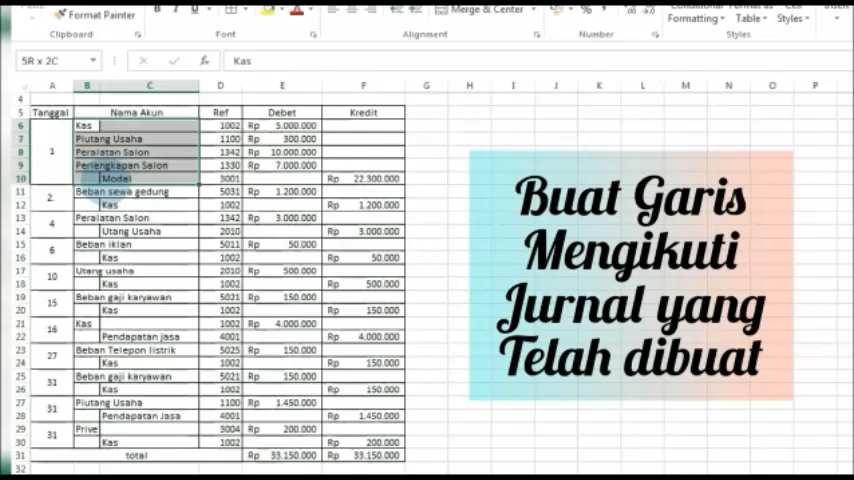 Format Painter
B I U
Merge & Center
Conditional Format as Cell
Formatting Table Styles
Clipboard Font Alignment Number Styles
5R x 2C fx Kas
A B C D E F G H I J K L M N O P
4
5 Tanggal Nama Akun Ref Debet Kredit
6 Kas 1002 Rp 5.000.000
7 Piutang Usaha 1100 Rp 300.000
8 1 Peralatan Salon 1342 Rp 10.000.000
9 Perlengkapan Salon 1330 Rp 7.000.000
10 Modal 3001 Rp 22.300.000
11 2. Beban sewa gedung 5031 Rp 1.200.000
12 Kas 1002 Rp 1.200.000
13 4 Peralatan Salon 1342 Rp 3.000.000
14 Utang Usaha 2010 Rp 3.000.000
15 6 Beban iklan 5011 Rp 50.000
16 Kas 1002 Rp 50.000
17 10 Utang usaha 2010 Rp 500.000
18 Kas 1002 Rp 500.000
19 15 Beban gaji karyawan 5021 Rp 150.000
20 Kas 1002 Rp 150.000
21 16 Kas 1002 Rp 4.000.000
22 Pendapatan jasa 4001 Rp 4.000.000
23 27 Beban Telepon listrik 5025 Rp 150.000
24 Kas 1002 Rp 150.000
25 31 Beban gaji karyawan 5021 Rp 150.000
26 Kas 1002 Rp 150.000
27 31 Piutang Usaha 1100 Rp 1.450.000
28 Pendapatan Jasa 4001 Rp 1.450.000
29 31 Prive 3004 Rp 200.000
30 Kas 1002 Rp 200.000
31 total Rp 33.150.000 Rp 33.150.000
32
Buat Garis
Mengikuti
Jurnal yang
Telah dibuat